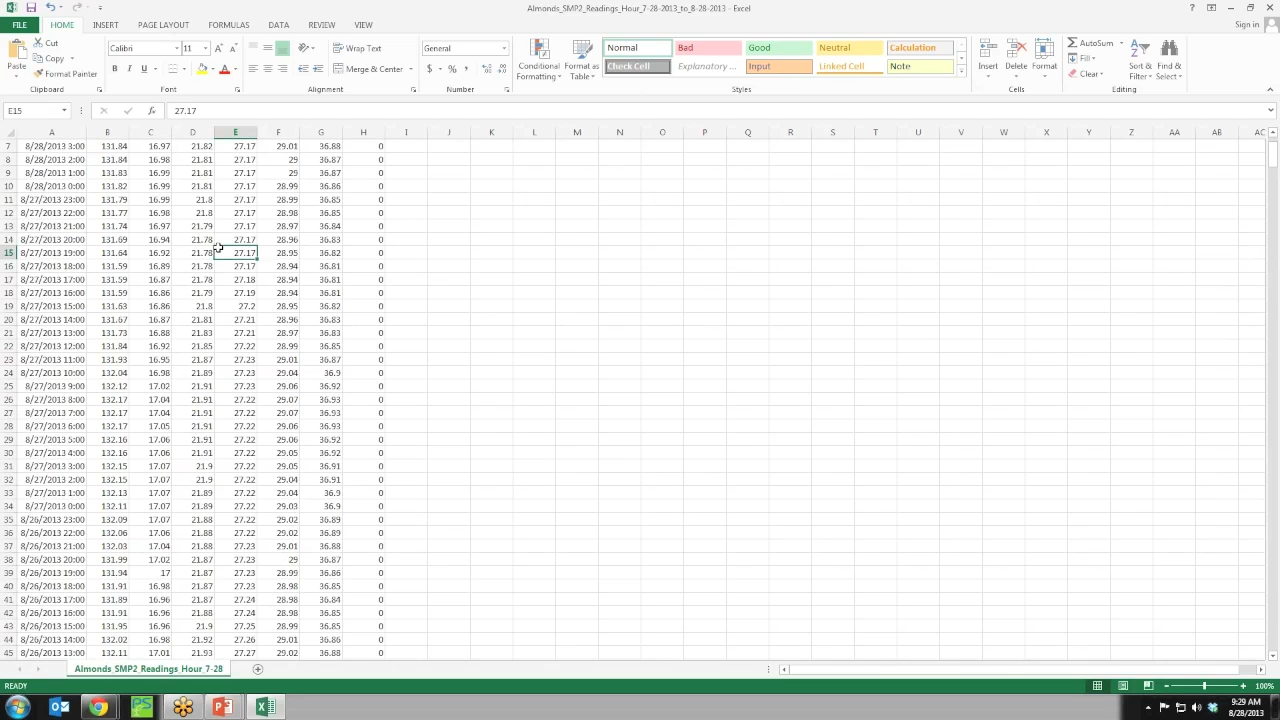 Almonds_SMP2_Readings_Hour_7-28-2013_to_8-28-2013 - Excel
FILE HOME INSERT PAGE LAYOUT FORMULAS DATA REVIEW VIEW Sign in
Paste Cut Copy Format Painter Clipboard
Calibri 11 B I U Font
Wrap Text Merge & Center Alignment
General $ % , Number
Conditional Formatting Format as Table Normal Bad Good Neutral Calculation
Check Cell Explanatory ... Input Linked Cell Note Styles
Insert Delete Format Cells
AutoSum Fill Clear Sort & Filter Find & Select Editing
E15 fx 27.17
A B C D E F G H I J K L M N O P Q R S T U V W X Y Z AA AB AC
7 8/28/2013 3:00 131.84 16.97 21.82 27.17 29.01 36.88 0
8 8/28/2013 2:00 131.84 16.98 21.81 27.17 29 36.87 0
9 8/28/2013 1:00 131.83 16.99 21.81 27.17 29 36.87 0
10 8/28/2013 0:00 131.82 16.99 21.81 27.17 28.99 36.86 0
11 8/27/2013 23:00 131.79 16.99 21.8 27.17 28.99 36.85 0
12 8/27/2013 22:00 131.77 16.98 21.8 27.17 28.98 36.85 0
13 8/27/2013 21:00 131.74 16.97 21.79 27.17 28.97 36.84 0
14 8/27/2013 20:00 131.69 16.94 21.78 27.17 28.96 36.83 0
15 8/27/2013 19:00 131.64 16.92 21.78 27.17 28.95 36.82 0
16 8/27/2013 18:00 131.59 16.89 21.78 27.17 28.94 36.81 0
17 8/27/2013 17:00 131.59 16.87 21.78 27.18 28.94 36.81 0
18 8/27/2013 16:00 131.59 16.86 21.79 27.19 28.94 36.81 0
19 8/27/2013 15:00 131.63 16.86 21.8 27.2 28.95 36.82 0
20 8/27/2013 14:00 131.67 16.87 21.81 27.21 28.96 36.83 0
21 8/27/2013 13:00 131.73 16.88 21.83 27.21 28.97 36.83 0
22 8/27/2013 12:00 131.84 16.92 21.85 27.22 28.99 36.85 0
23 8/27/2013 11:00 131.93 16.95 21.87 27.23 29.01 36.87 0
24 8/27/2013 10:00 132.04 16.98 21.89 27.23 29.04 36.9 0
25 8/27/2013 9:00 132.12 17.02 21.91 27.23 29.06 36.92 0
26 8/27/2013 8:00 132.17 17.04 21.91 27.22 29.07 36.93 0
27 8/27/2013 7:00 132.17 17.04 21.91 27.22 29.07 36.93 0
28 8/27/2013 6:00 132.17 17.05 21.91 27.22 29.06 36.93 0
29 8/27/2013 5:00 132.16 17.06 21.91 27.22 29.06 36.92 0
30 8/27/2013 4:00 132.16 17.06 21.91 27.22 29.05 36.92 0
31 8/27/2013 3:00 132.15 17.07 21.9 27.22 29.05 36.91 0
32 8/27/2013 2:00 132.15 17.07 21.9 27.22 29.04 36.91 0
33 8/27/2013 1:00 132.13 17.07 21.89 27.22 29.04 36.9 0
34 8/27/2013 0:00 132.11 17.07 21.89 27.22 29.03 36.9 0
35 8/26/2013 23:00 132.09 17.07 21.88 27.22 29.02 36.89 0
36 8/26/2013 22:00 132.06 17.06 21.88 27.22 29.02 36.89 0
37 8/26/2013 21:00 132.03 17.04 21.88 27.23 29.01 36.88 0
38 8/26/2013 20:00 131.99 17.02 21.87 27.23 29 36.87 0
39 8/26/2013 19:00 131.94 17 21.87 27.23 28.99 36.86 0
40 8/26/2013 18:00 131.91 16.98 21.87 27.23 28.98 36.85 0
41 8/26/2013 17:00 131.89 16.96 21.87 27.24 28.98 36.84 0
42 8/26/2013 16:00 131.91 16.96 21.88 27.24 28.98 36.85 0
43 8/26/2013 15:00 131.95 16.96 21.9 27.25 28.99 36.85 0
44 8/26/2013 14:00 132.02 16.98 21.92 27.26 29.01 36.86 0
45 8/26/2013 13:00 132.11 17.01 21.93 27.27 29.02 36.88 0
Almonds_SMP2_Readings_Hour_7-28
READY 100%
9:29 AM
8/28/2013